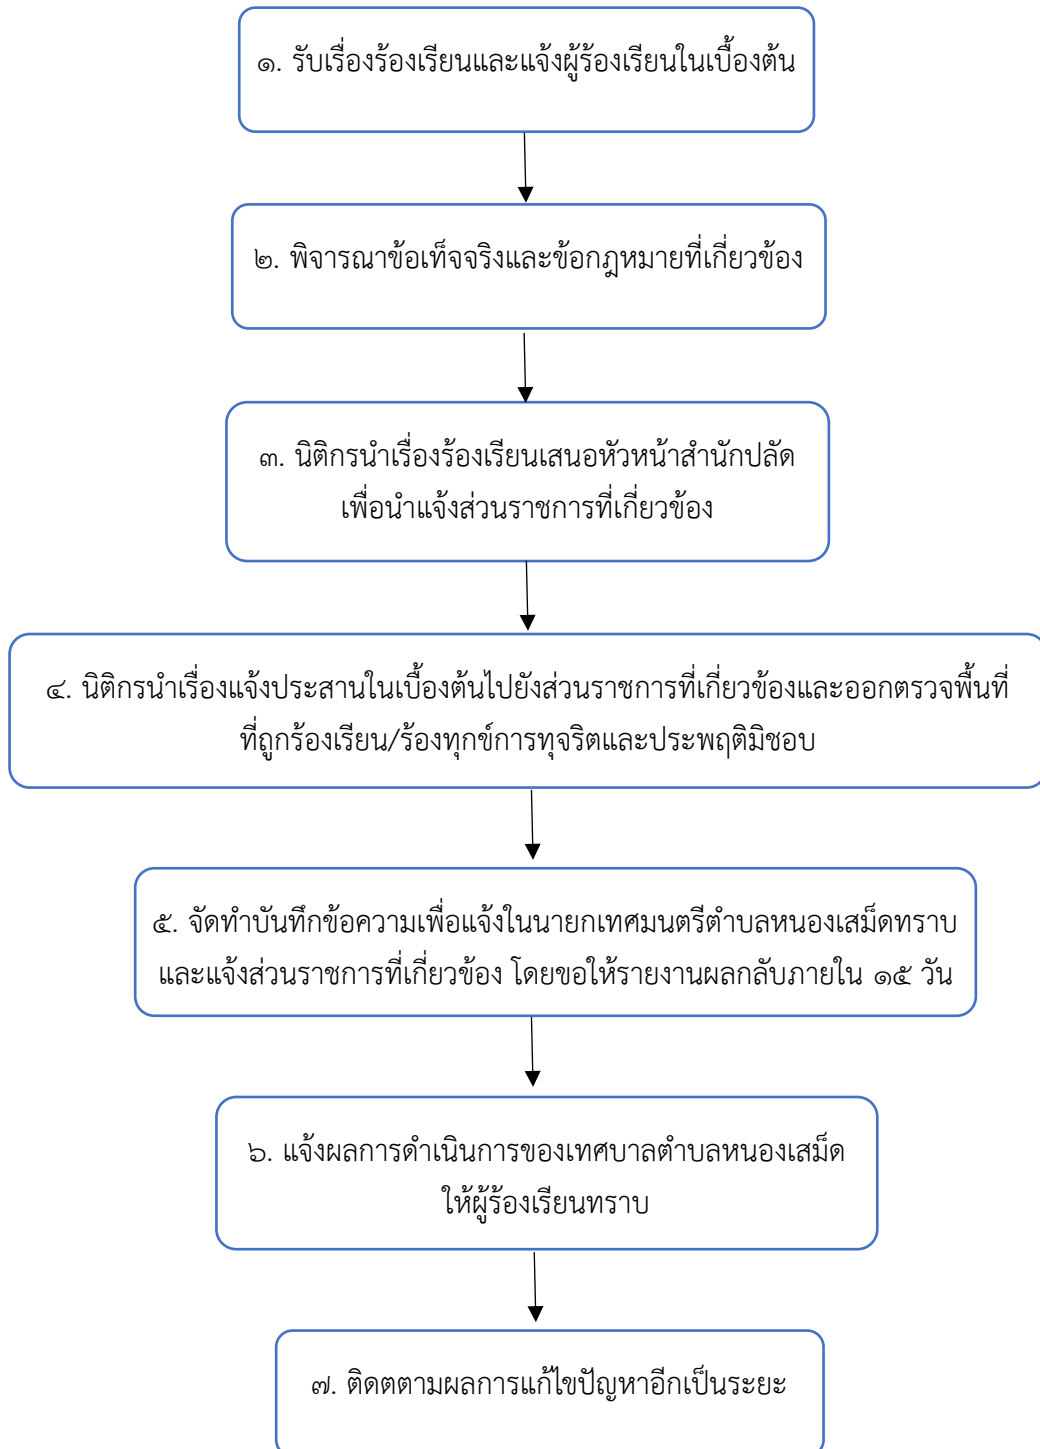 ๑. รับเรื่องร้องเรียนและแจ้งผู้ร้องเรียนในเบื้องต้น
๒. พิจารณาข้อเท็จจริงและข้อกฎหมายที่เกี่ยวข้อง
๓. นิติกรนำเรื่องร้องเรียนเสนอหัวหน้าสำนักปลัด
เพื่อนำแจ้งส่วนราชการที่เกี่ยวข้อง
๔. นิติกรนำเรื่องแจ้งประสานในเบื้องต้นไปยังส่วนราชการที่เกี่ยวข้องและออกตรวจพื้นที่
ที่ถูกร้องเรียน/ร้องทุกข์การทุจริตและประพฤติมิชอบ
๕. จัดทำบันทึกข้อความเพื่อแจ้งในนายกเทศมนตรีตำบลหนองเสม็ดทราบ
และแจ้งส่วนราชการที่เกี่ยวข้อง โดยขอให้รายงานผลกลับภายใน ๑๕ วัน
๖. แจ้งผลการดำเนินการของเทศบาลตำบลหนองเสม็ด
ให้ผู้ร้องเรียนทราบ
๗. ติดตตามผลการแก้ไขปัญหาอีกเป็นระยะ